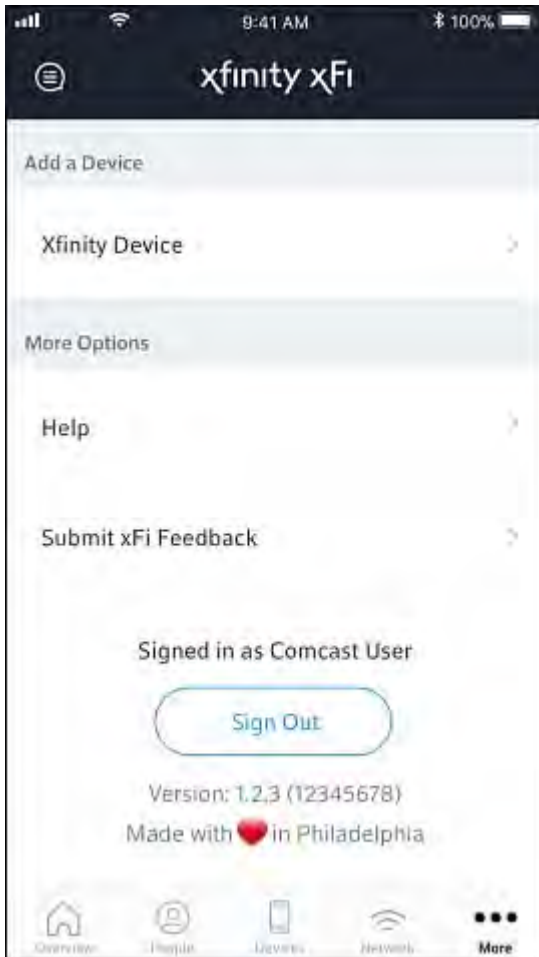 9:41 AM
100%
xfinity xFi
Add a Device
Xfinity Device
More Options
Help
Submit xFi Feedback
Signed in as Comcast User
Sign Out
Version: 1.2.3 (12345678)
Made with ❤️ in Philadelphia
Overview People Devices Network More